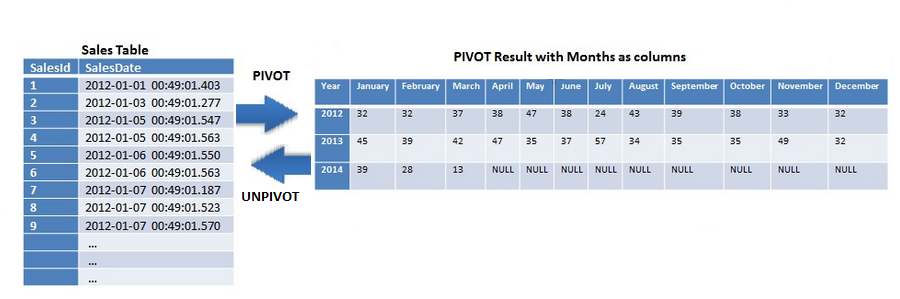 Sales Table
SalesId SalesDate
1 2012-01-01 00:49:01.403
2 2012-01-03 00:49:01.277
3 2012-01-05 00:49:01.547
4 2012-01-05 00:49:01.563
5 2012-01-06 00:49:01.550
6 2012-01-06 00:49:01.563
7 2012-01-07 00:49:01.187
8 2012-01-07 00:49:01.523
9 2012-01-07 00:49:01.570
...
...
...
PIVOT
UNPIVOT
PIVOT Result with Months as columns
Year January February March April May June July August September October November December
2012 32 32 37 38 47 38 24 43 39 38 33 32
2013 45 39 42 47 35 37 57 34 35 35 49 32
2014 39 28 13 NULL NULL NULL NULL NULL NULL NULL NULL NULL